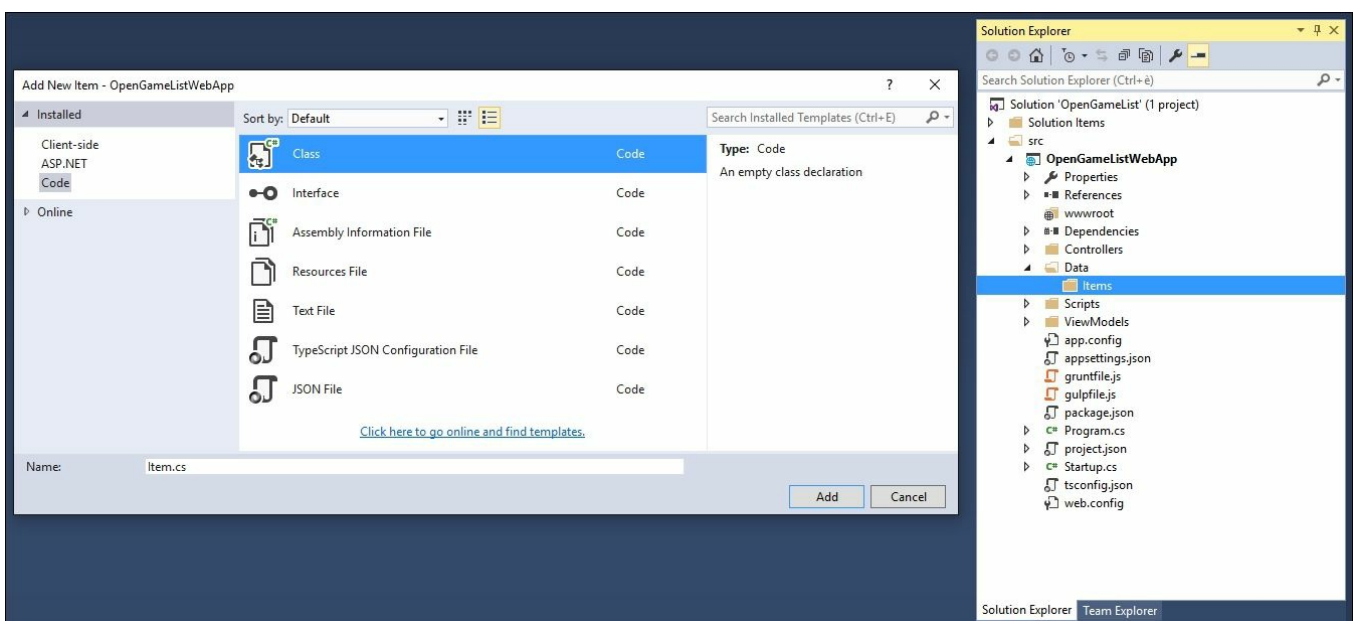 Add New Item - OpenGameListWebApp
? ×
Installed
Client-side
ASP.NET
Code
Online
Sort by: Default
Search Installed Templates (Ctrl+E)
Class Code
Interface Code
Assembly Information File Code
Resources File Code
Text File Code
TypeScript JSON Configuration File Code
JSON File Code
Click here to go online and find templates.
Type: Code
An empty class declaration
Name: Item.cs
Add Cancel
Solution Explorer
Search Solution Explorer (Ctrl+è)
Solution 'OpenGameList' (1 project)
Solution Items
src
OpenGameListWebApp
Properties
References
wwwroot
Dependencies
Controllers
Data
Items
Scripts
ViewModels
app.config
appsettings.json
gruntfile.js
gulpfile.js
package.json
C# Program.cs
project.json
C# Startup.cs
tsconfig.json
web.config
Solution Explorer Team Explorer